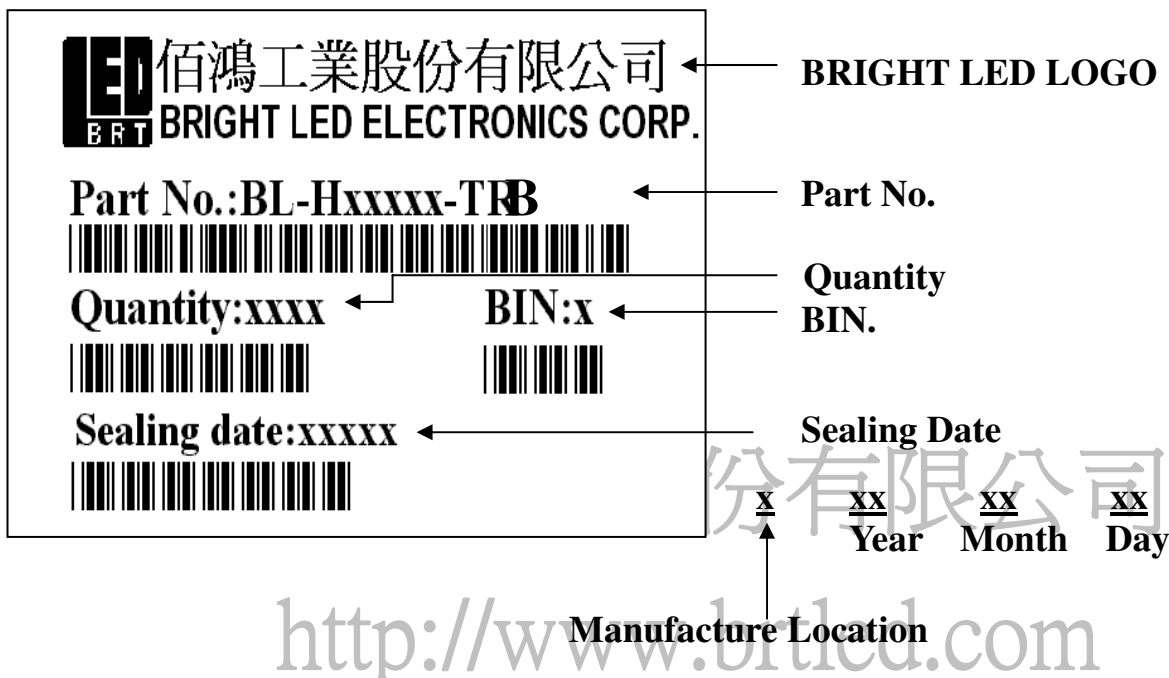 LED 佰鴻工業股份有限公司 BRIGHT LED LOGO
BRT BRIGHT LED ELECTRONICS CORP.
Part No.:BL-Hxxxxx-TRB Part No.
Quantity
Quantity:xxxx BIN:x BIN.
Sealing date:xxxxx Sealing Date
份有限公司
x xx xx xx
Year Month Day
Manufacture Location
http://www.brtled.com